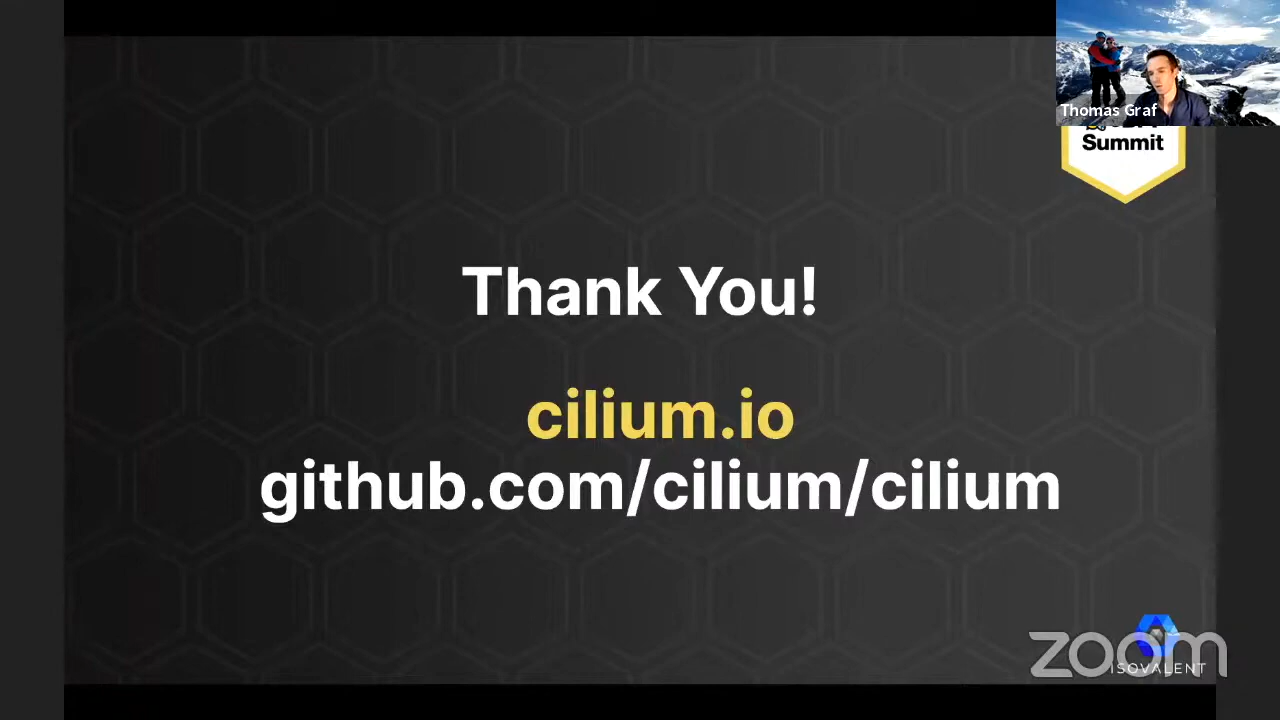 Thomas Graf
Summit
Thank You!
cilium.io
github.com/cilium/cilium
zoom
ISOVALENT